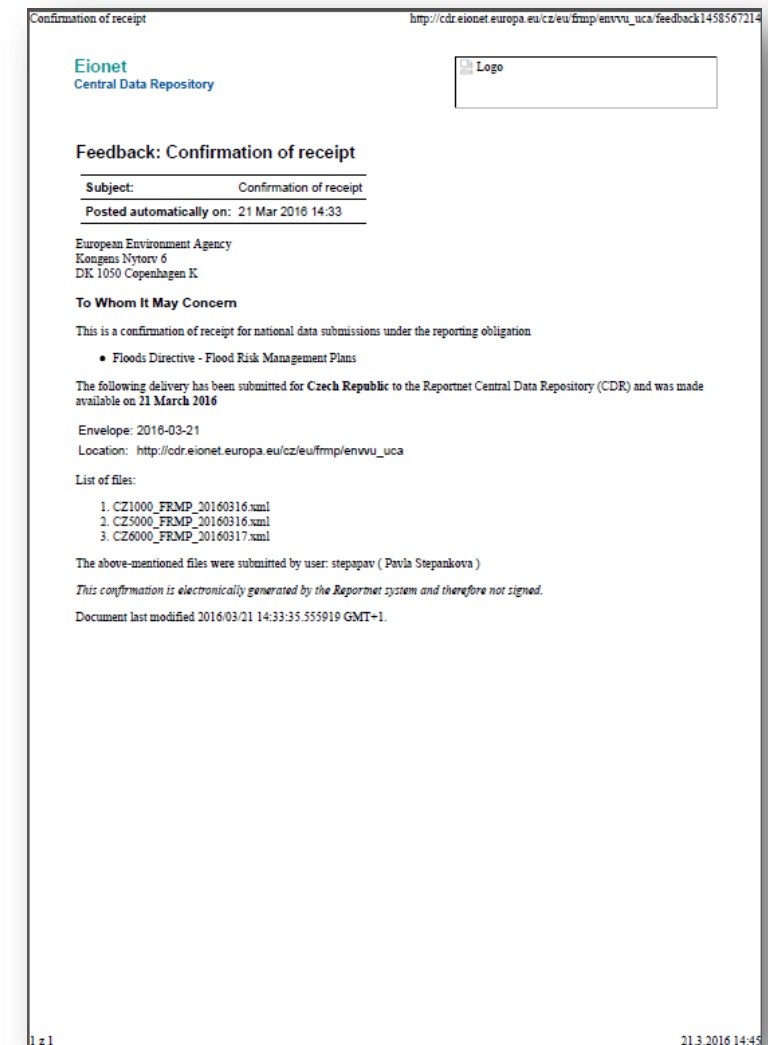 Confirmation of receipt http://cdr.eionet.europa.eu/cz/eu/frmp/envvu_uca/feedback1458567214
Eionet
Central Data Repository
Logo
Feedback: Confirmation of receipt
Subject: Confirmation of receipt
Posted automatically on: 21 Mar 2016 14:33
European Environment Agency
Kongens Nytorv 6
DK 1050 Copenhagen K
To Whom It May Concern
This is a confirmation of receipt for national data submissions under the reporting obligation
• Floods Directive - Flood Risk Management Plans
The following delivery has been submitted for Czech Republic to the Reportnet Central Data Repository (CDR) and was made
available on 21 March 2016
Envelope: 2016-03-21
Location: http://cdr.eionet.europa.eu/cz/eu/frmp/envvu_uca
List of files:
1. CZ1000_FRMP_20160316.xml
2. CZ5000_FRMP_20160316.xml
3. CZ6000_FRMP_20160317.xml
The above-mentioned files were submitted by user: stepapav ( Pavla Stepankova )
This confirmation is electronically generated by the Reportnet system and therefore not signed.
Document last modified 2016/03/21 14:33:35.555919 GMT+1.
1 z 1 21.3.2016 14:45